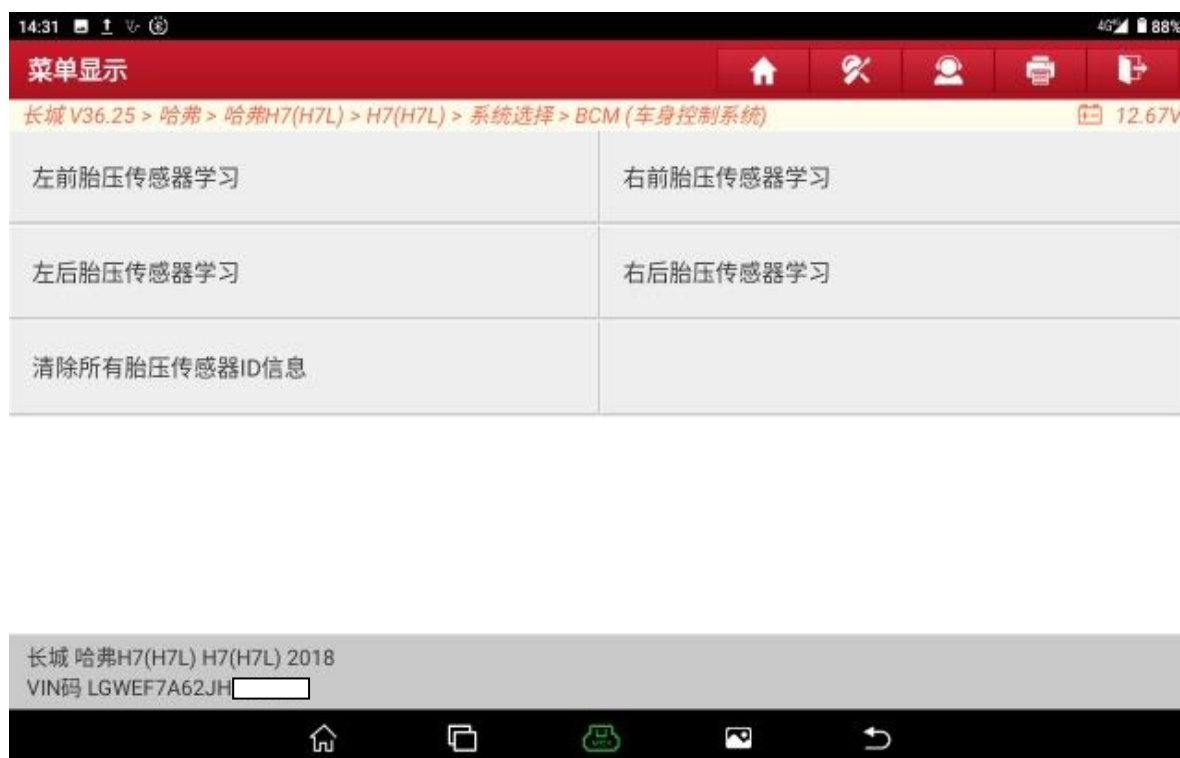 14:31
88%
菜单显示
长城 V36.25 > 哈弗 > 哈弗H7(H7L) > H7(H7L) > 系统选择 > BCM (车身控制系统)
12.67V
左前胎压传感器学习
右前胎压传感器学习
左后胎压传感器学习
右后胎压传感器学习
清除所有胎压传感器ID信息
长城 哈弗H7(H7L) H7(H7L) 2018
VIN码 LGWEF7A62JH